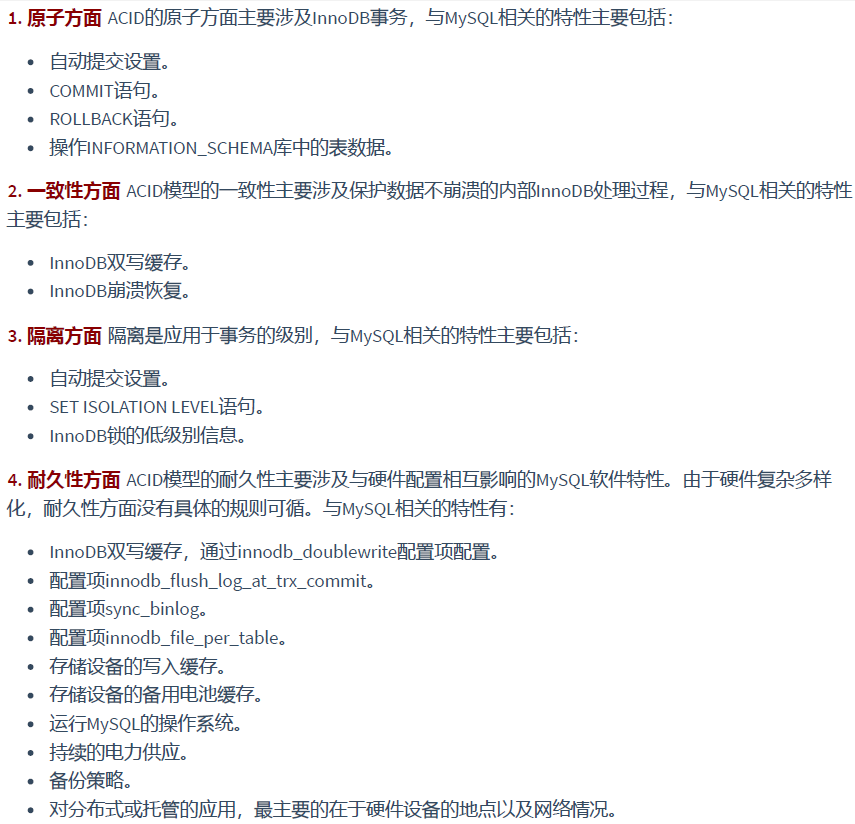 1. 原子方面 ACID的原子方面主要涉及InnoDB事务，与MySQL相关的特性主要包括：
• 自动提交设置。
• COMMIT语句。
• ROLLBACK语句。
• 操作INFORMATION_SCHEMA库中的表数据。
2. 一致性方面 ACID模型的一致性主要涉及保护数据不崩溃的内部InnoDB处理过程，与MySQL相关的特性
主要包括：
• InnoDB双写缓存。
• InnoDB崩溃恢复。
3. 隔离方面 隔离是应用于事务的级别，与MySQL相关的特性主要包括：
• 自动提交设置。
• SET ISOLATION LEVEL语句。
• InnoDB锁的低级别信息。
4. 耐久性方面 ACID模型的耐久性主要涉及与硬件配置相互影响的MySQL软件特性。由于硬件复杂多样
化，耐久性方面没有具体的规则可循。与MySQL相关的特性有：
• InnoDB双写缓存，通过innodb_doublewrite配置项配置。
• 配置项innodb_flush_log_at_trx_commit。
• 配置项sync_binlog。
• 配置项innodb_file_per_table。
• 存储设备的写入缓存。
• 存储设备的备用电池缓存。
• 运行MySQL的操作系统。
• 持续的电力供应。
• 备份策略。
• 对分布式或托管的应用，最主要的在于硬件设备的地点以及网络情况。